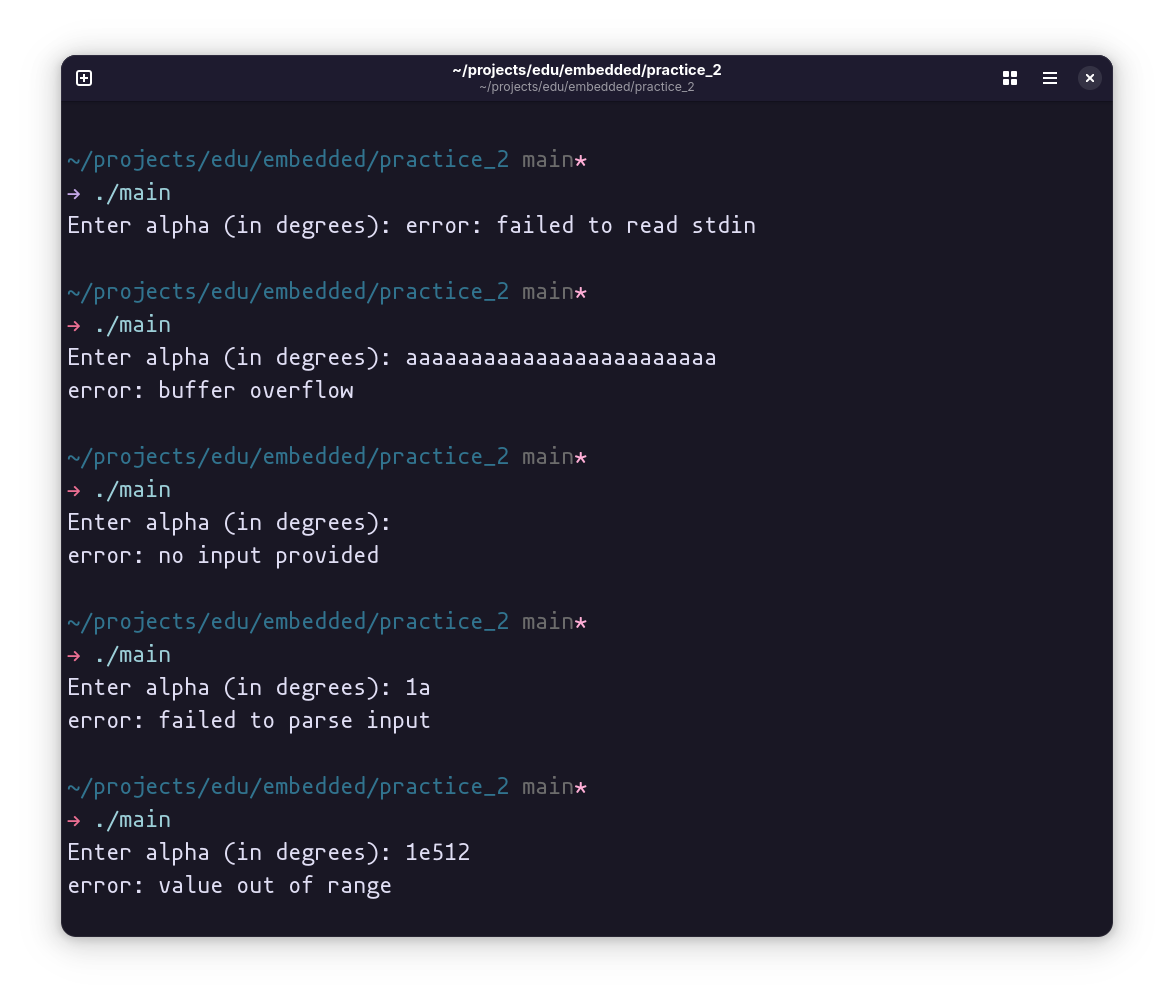 ~/projects/edu/embedded/practice_2
~/projects/edu/embedded/practice_2
~/projects/edu/embedded/practice_2 main*
→ ./main
Enter alpha (in degrees): error: failed to read stdin
~/projects/edu/embedded/practice_2 main*
→ ./main
Enter alpha (in degrees): aaaaaaaaaaaaaaaaaaaaaaaa
error: buffer overflow
~/projects/edu/embedded/practice_2 main*
→ ./main
Enter alpha (in degrees):
error: no input provided
~/projects/edu/embedded/practice_2 main*
→ ./main
Enter alpha (in degrees): 1a
error: failed to parse input
~/projects/edu/embedded/practice_2 main*
→ ./main
Enter alpha (in degrees): 1e512
error: value out of range